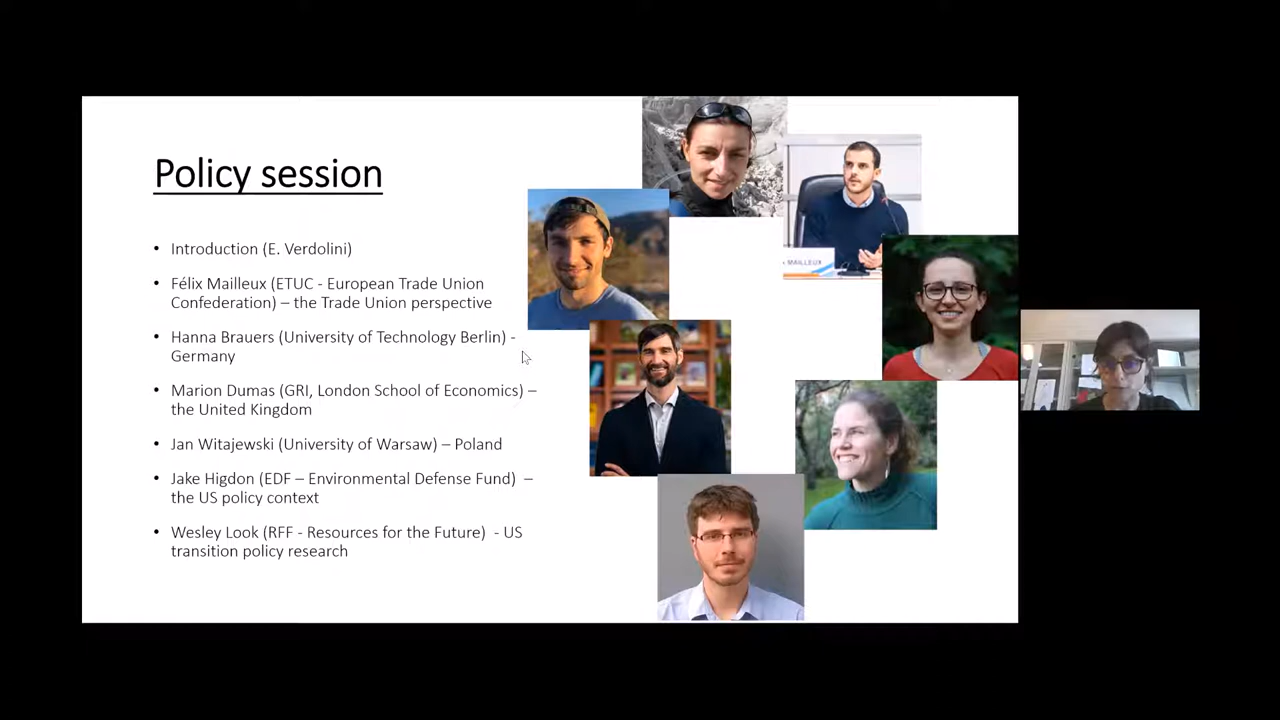 Policy session
• Introduction (E. Verdolini)
• Félix Mailleux (ETUC - European Trade Union
Confederation) – the Trade Union perspective
• Hanna Brauers (University of Technology Berlin) -
Germany
• Marion Dumas (GRI, London School of Economics) –
the United Kingdom
• Jan Witajewski (University of Warsaw) – Poland
• Jake Higdon (EDF – Environmental Defense Fund) –
the US policy context
• Wesley Look (RFF - Resources for the Future) - US
transition policy research
MAILLEUX